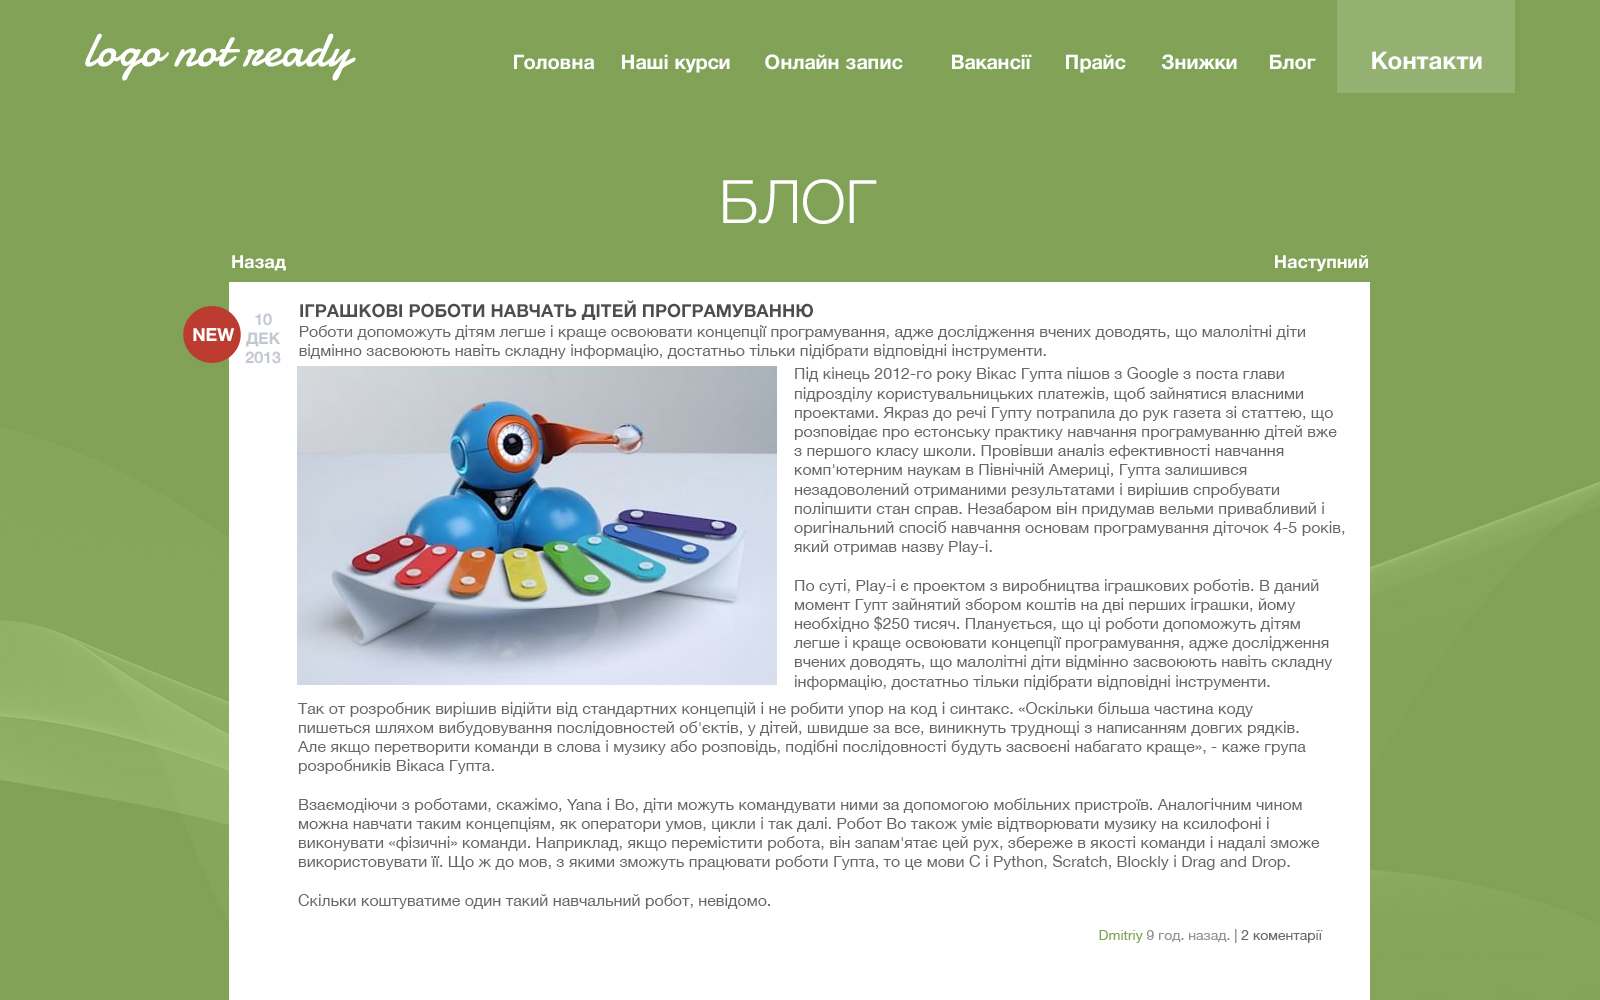 logo not ready
Головна Наші курси Онлайн запис Вакансії Прайс Знижки Блог Контакти
БЛОГ
Назад Наступний
NEW
10
ДЕК
2013
ІГРАШКОВІ РОБОТИ НАВЧАТЬ ДІТЕЙ ПРОГРАМУВАННЮ
Роботи допоможуть дітям легше і краще освоювати концепції програмування, адже дослідження вчених доводять, що малолітні діти
відмінно засвоюють навіть складну інформацію, достатньо тільки підібрати відповідні інструменти.
Під кінець 2012-го року Вікас Гупта пішов з Google з поста глави
підрозділу користувальницьких платежів, щоб зайнятися власними
проектами. Якраз до речі Гупту потрапила до рук газета зі статтею, що
розповідає про естонську практику навчання програмуванню дітей вже
з першого класу школи. Провівши аналіз ефективності навчання
комп'ютерним наукам в Північній Америці, Гупта залишився
незадоволений отриманими результатами і вирішив спробувати
поліпшити стан справ. Незабаром він придумав вельми привабливий і
оригінальний спосіб навчання основам програмування діточок 4-5 років,
який отримав назву Play-i.
По суті, Play-i є проектом з виробництва іграшкових роботів. В даний
момент Гупт зайнятий збором коштів на дві перших іграшки, йому
необхідно $250 тисяч. Планується, що ці роботи допоможуть дітям
легше і краще освоювати концепції програмування, адже дослідження
вчених доводять, що малолітні діти відмінно засвоюють навіть складну
інформацію, достатньо тільки підібрати відповідні інструменти.
Так от розробник вирішив відійти від стандартних концепцій і не робити упор на код і синтакс. «Оскільки більша частина коду
пишеться шляхом вибудовування послідовностей об'єктів, у дітей, швидше за все, виникнуть труднощі з написанням довгих рядків.
Але якщо перетворити команди в слова і музику або розповідь, подібні послідовності будуть засвоєні набагато краще», - каже група
розробників Вікаса Гупта.
Взаємодіючи з роботами, скажімо, Yana і Bo, діти можуть командувати ними за допомогою мобільних пристроїв. Аналогічним чином
можна навчати таким концепціям, як оператори умов, цикли і так далі. Робот Bo також уміє відтворювати музику на ксилофоні і
виконувати «фізичні» команди. Наприклад, якщо перемістити робота, він запам'ятає цей рух, збереже в якості команди і надалі зможе
використовувати її. Що ж до мов, з якими зможуть працювати роботи Гупта, то це мови C і Python, Scratch, Blockly і Drag and Drop.
Скільки коштуватиме один такий навчальний робот, невідомо.
Dmitriy 9 год. назад. | 2 коментарії